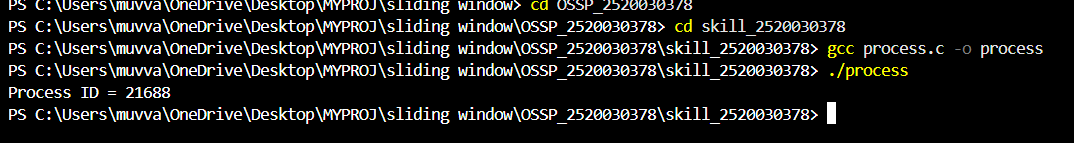 PS C:\Users\muvva\OneDrive\Desktop\MYPROJ\sliding window> cd OSSP_2520030378
PS C:\Users\muvva\OneDrive\Desktop\MYPROJ\sliding window\OSSP_2520030378> cd skill_2520030378
PS C:\Users\muvva\OneDrive\Desktop\MYPROJ\sliding window\OSSP_2520030378\skill_2520030378> gcc process.c -o process
PS C:\Users\muvva\OneDrive\Desktop\MYPROJ\sliding window\OSSP_2520030378\skill_2520030378> ./process
Process ID = 21688
PS C:\Users\muvva\OneDrive\Desktop\MYPROJ\sliding window\OSSP_2520030378\skill_2520030378>